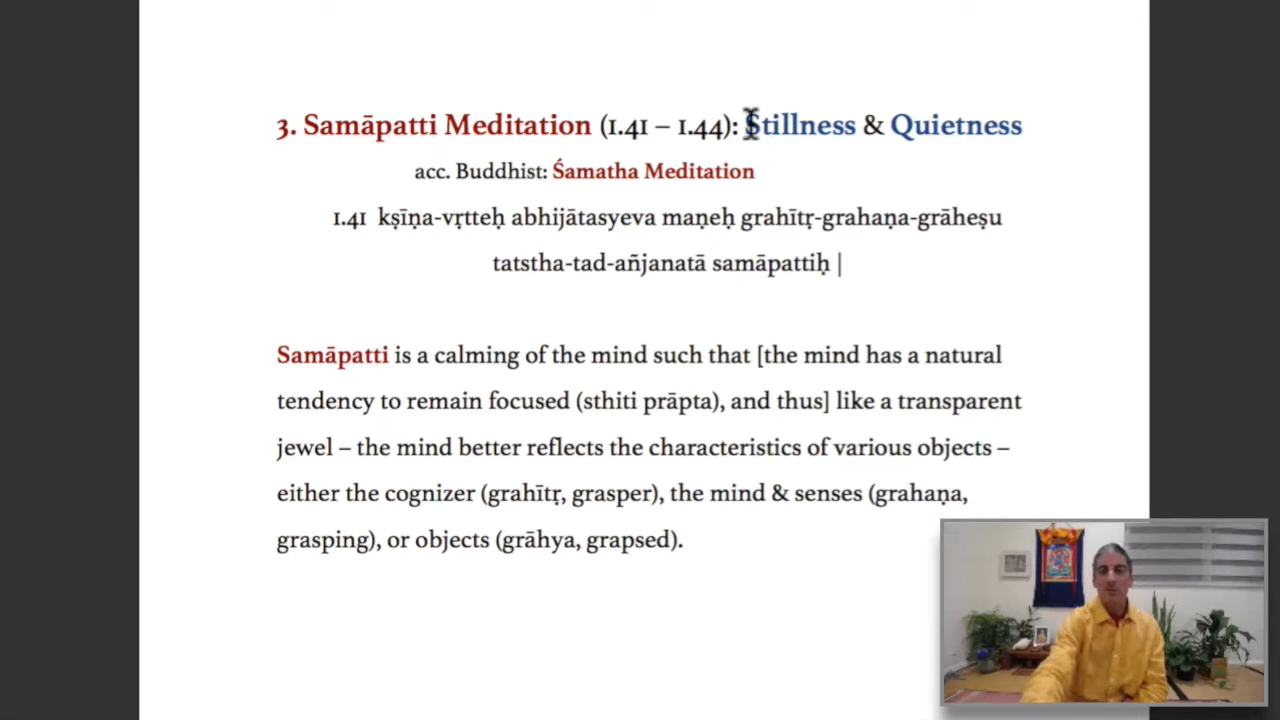 3. Samāpatti Meditation (1.41 – 1.44): Stillness & Quietness
acc. Buddhist: Śamatha Meditation
1.41 kṣīṇa-vṛtteḥ abhijātasyeva maṇeḥ grahītṛ-grahaṇa-grāheṣu
tatstha-tad-añjanatā samāpattiḥ |
Samāpatti is a calming of the mind such that [the mind has a natural
tendency to remain focused (sthiti prāpta), and thus] like a transparent
jewel – the mind better reflects the characteristics of various objects –
either the cognizer (grahītṛ, grasper), the mind & senses (grahaṇa,
grasping), or objects (grāhya, grapsed).